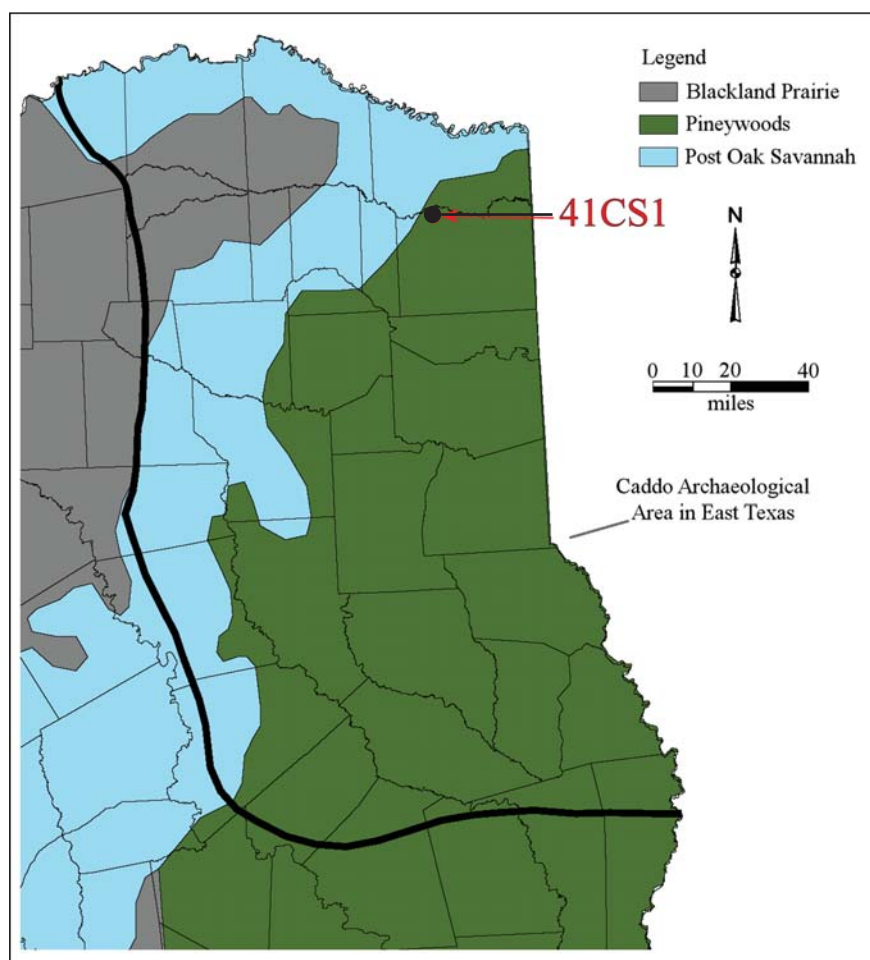 Legend
Blackland Prairie
Pineywoods
Post Oak Savannah
41CS1
N
0 10 20 40
miles
Caddo Archaeological
Area in East Texas